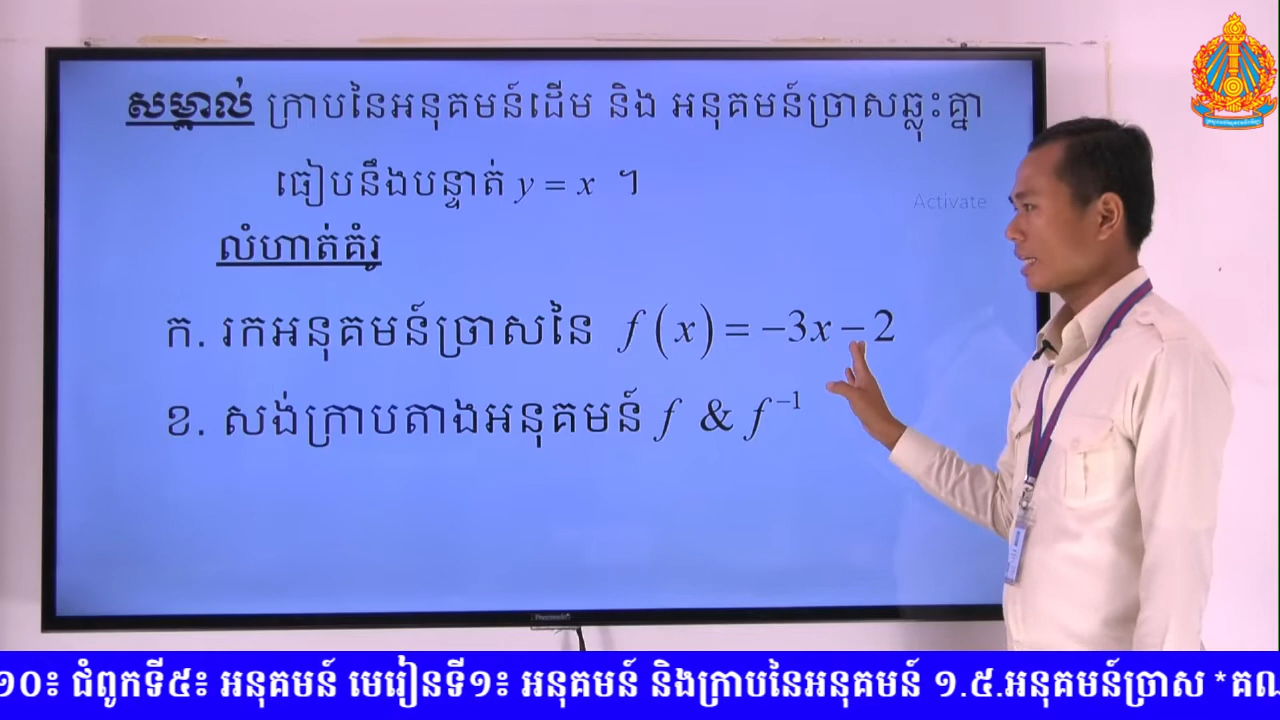 សម្គាល់ ក្រាបនៃអនុគមន៍ដើម និង អនុគមន៍ច្រាសឆ្លុះគ្នា
ធៀបនឹងបន្ទាត់ y = x ។
Activate
លំហាត់គំរូ
ក. រកអនុគមន៍ច្រាសនៃ f(x) = −3x − 2
ខ. សង់ក្រាបតាងអនុគមន៍ f & f⁻¹
១០៖ ជំពូកទី៥៖ អនុគមន៍ មេរៀនទី១៖ អនុគមន៍ និងក្រាបនៃអនុគមន៍ ១.៥.អនុគមន៍ច្រាស *គណ